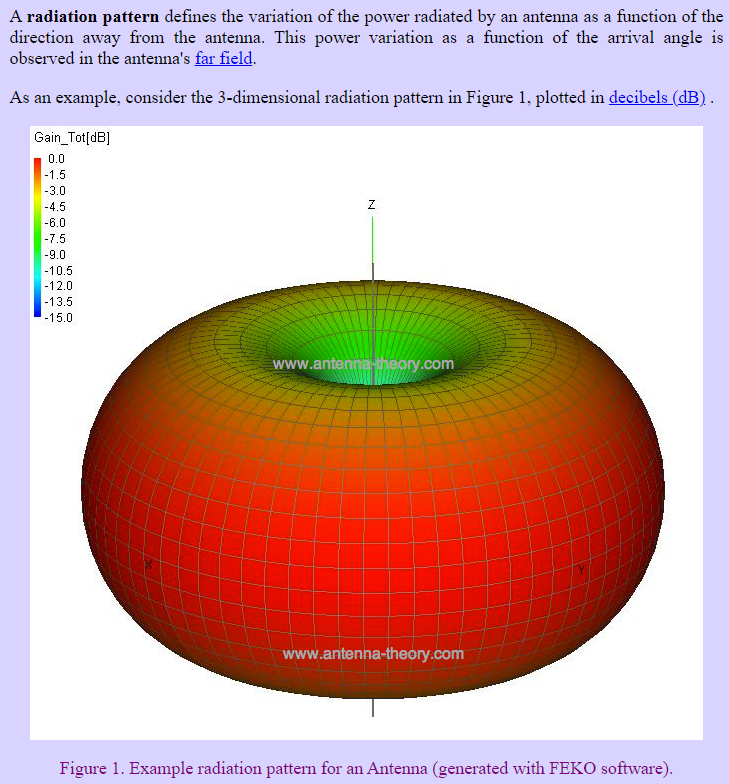 A radiation pattern defines the variation of the power radiated by an antenna as a function of the
direction away from the antenna. This power variation as a function of the arrival angle is
observed in the antenna's far field.
As an example, consider the 3-dimensional radiation pattern in Figure 1, plotted in decibels (dB) .
Gain_Tot[dB]
0.0
-1.5
-3.0
-4.5
-6.0
-7.5
-9.0
-10.5
-12.0
-13.5
-15.0
Z
www.antenna-theory.com
X
Y
www.antenna-theory.com
Figure 1. Example radiation pattern for an Antenna (generated with FEKO software).